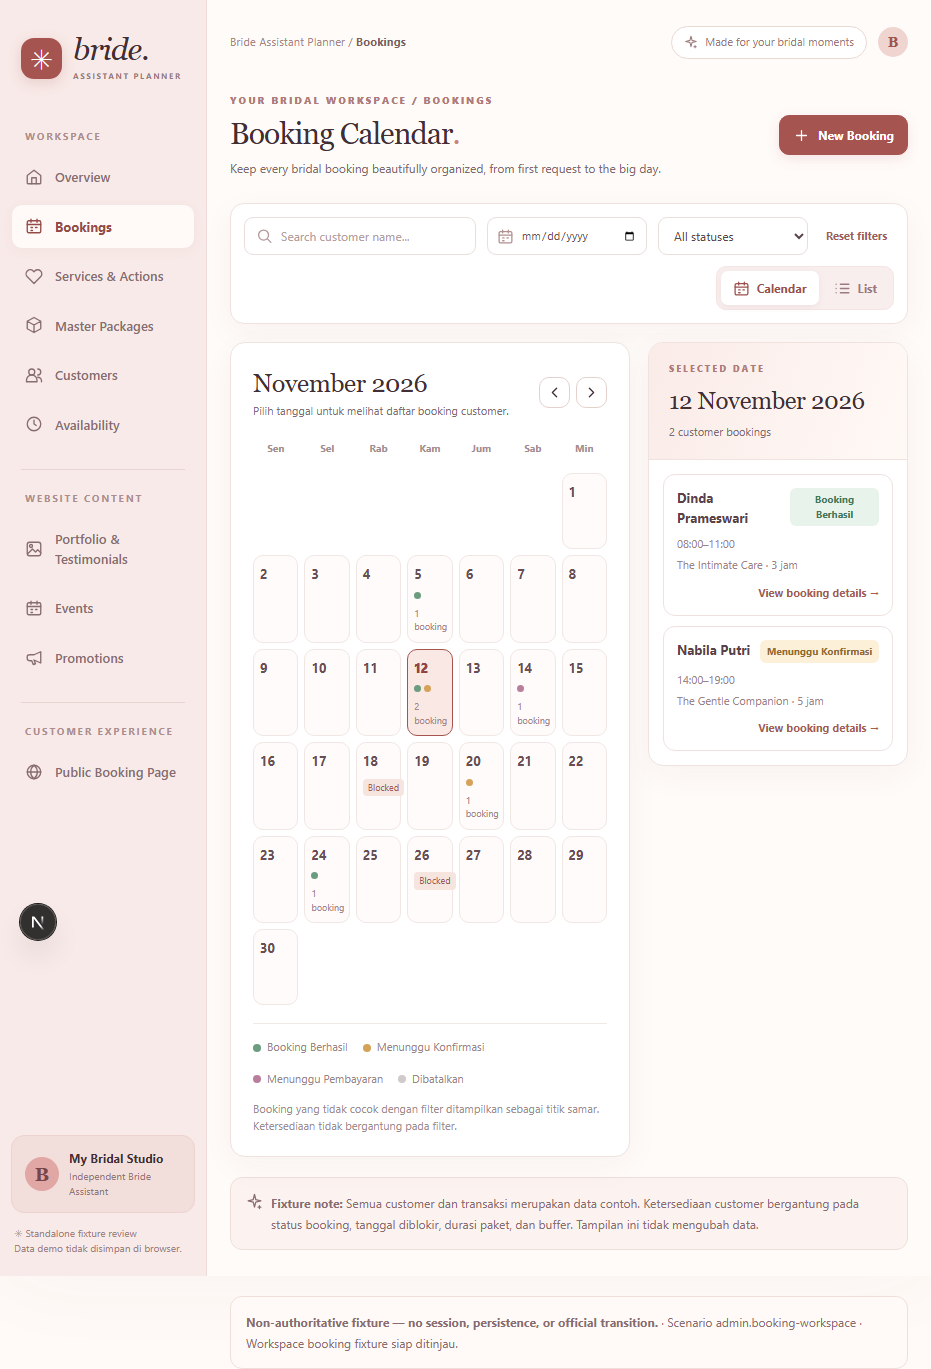 bride.
ASSISTANT PLANNER
WORKSPACE
Overview
Bookings
Services & Actions
Master Packages
Customers
Availability
WEBSITE CONTENT
Portfolio &
Testimonials
Events
Promotions
CUSTOMER EXPERIENCE
Public Booking Page
N
B
My Bridal Studio
Independent Bride
Assistant
✳ Standalone fixture review
Data demo tidak disimpan di browser.
Bride Assistant Planner / Bookings
Made for your bridal moments
B
YOUR BRIDAL WORKSPACE / BOOKINGS
Booking Calendar.
Keep every bridal booking beautifully organized, from first request to the big day.
+ New Booking
Search customer name...
mm/dd/yyyy
All statuses
Reset filters
Calendar
List
November 2026
Pilih tanggal untuk melihat daftar booking customer.
Sen Sel Rab Kam Jum Sab Min
1
2 3 4 5 6 7 8
1
booking
9 10 11 12 13 14 15
2 1
booking booking
16 17 18 19 20 21 22
Blocked
1
booking
23 24 25 26 27 28 29
Blocked
1
booking
30
Booking Berhasil Menunggu Konfirmasi
Menunggu Pembayaran Dibatalkan
Booking yang tidak cocok dengan filter ditampilkan sebagai titik samar.
Ketersediaan tidak bergantung pada filter.
SELECTED DATE
12 November 2026
2 customer bookings
Dinda
Prameswari
Booking
Berhasil
08:00–11:00
The Intimate Care · 3 jam
View booking details →
Nabila Putri
Menunggu Konfirmasi
14:00–19:00
The Gentle Companion · 5 jam
View booking details →
Fixture note: Semua customer dan transaksi merupakan data contoh. Ketersediaan customer bergantung pada
status booking, tanggal diblokir, durasi paket, dan buffer. Tampilan ini tidak mengubah data.
Non-authoritative fixture — no session, persistence, or official transition. · Scenario admin.booking-workspace ·
Workspace booking fixture siap ditinjau.